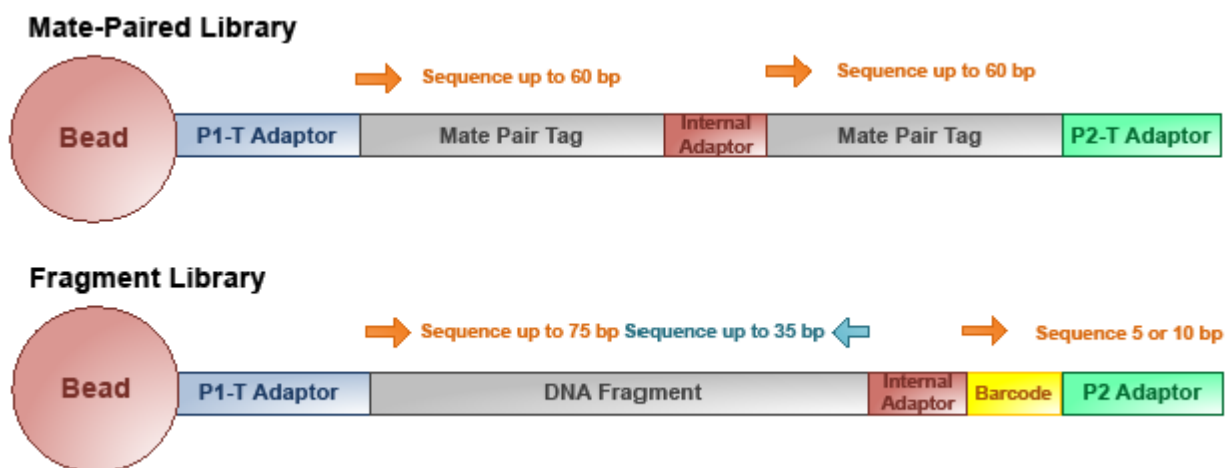 Mate-Paired Library
Sequence up to 60 bp
Sequence up to 60 bp
Bead
P1-T Adaptor
Mate Pair Tag
Internal
Adaptor
Mate Pair Tag
P2-T Adaptor
Fragment Library
Sequence up to 75 bp
Sequence up to 35 bp
Sequence 5 or 10 bp
Bead
P1-T Adaptor
DNA Fragment
Internal
Adaptor
Barcode
P2 Adaptor